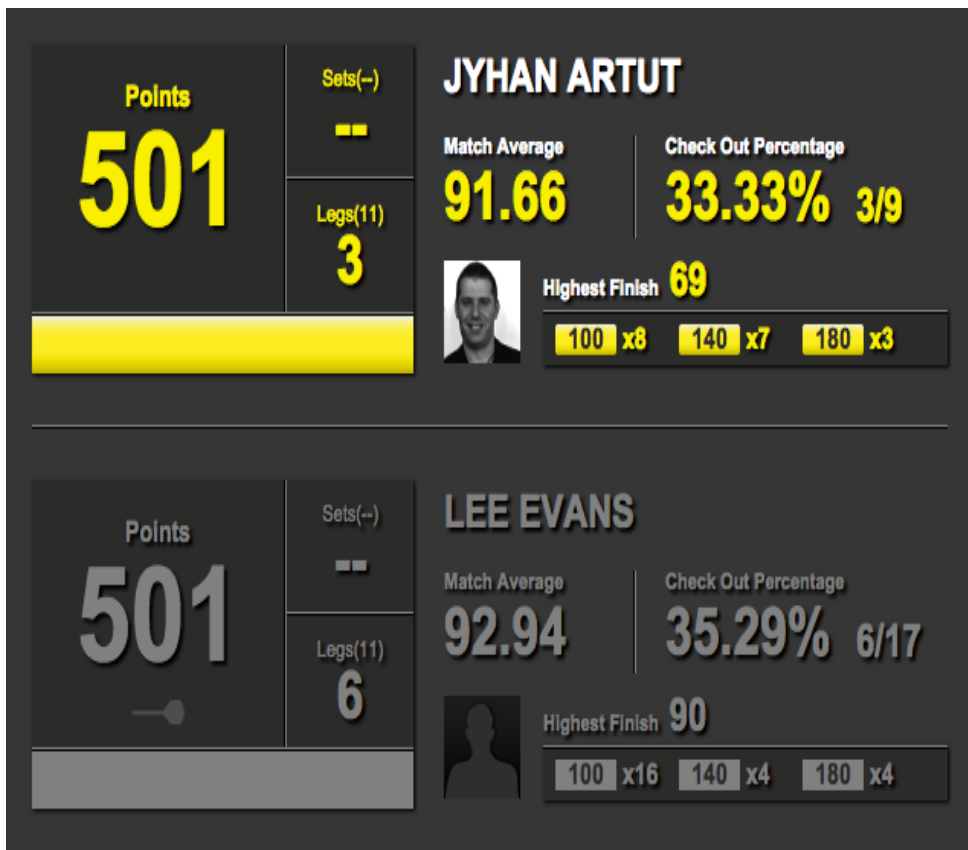 Points
501
Sets(--)
--
Legs(11)
3
JYHAN ARTUT
Match Average
91.66
Check Out Percentage
33.33% 3/9
Highest Finish 69
100 x8 140 x7 180 x3
Points
501
Sets(--)
--
Legs(11)
6
LEE EVANS
Match Average
92.94
Check Out Percentage
35.29% 6/17
Highest Finish 90
100 x16 140 x4 180 x4